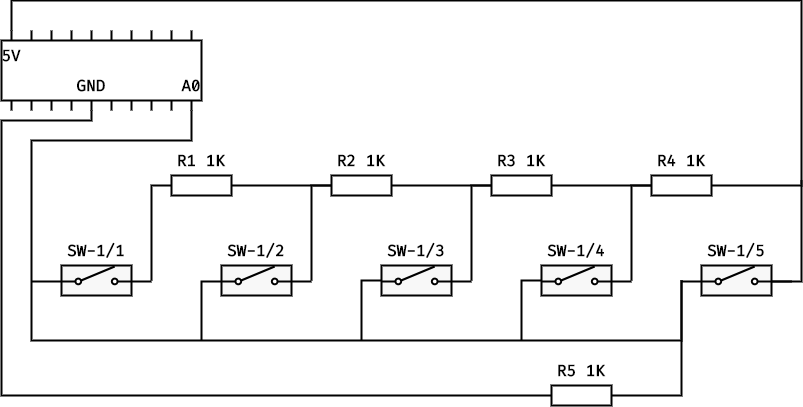 5V
GND A0
R1 1K R2 1K R3 1K R4 1K
SW-1/1 SW-1/2 SW-1/3 SW-1/4 SW-1/5
R5 1K